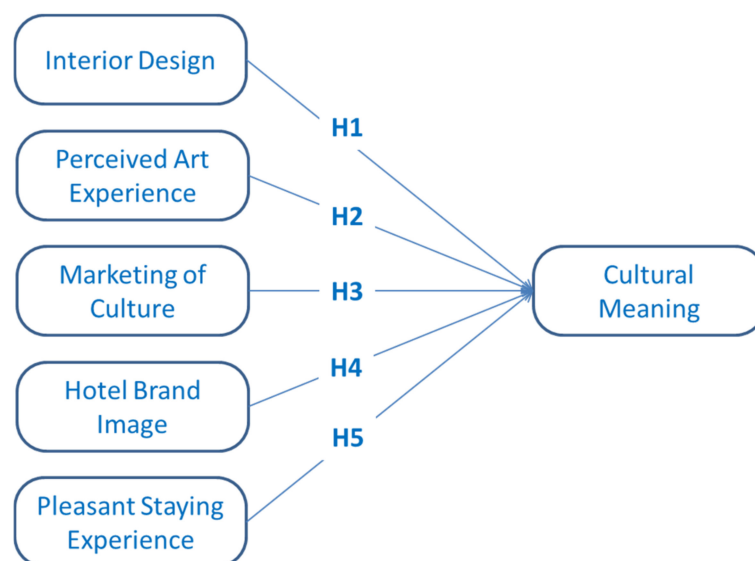 Interior Design
H1
Perceived Art
Experience
H2
Marketing of
Culture
H3
Cultural
Meaning
Hotel Brand
Image
H4
H5
Pleasant Staying
Experience